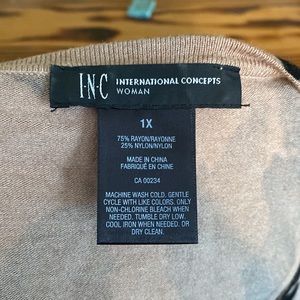 I·N·C INTERNATIONAL CONCEPTS
WOMAN
1X
75% RAYON/RAYONNE
25% NYLON/NYLON
MADE IN CHINA
FABRIQUÉ EN CHINE
CA 00234
MACHINE WASH COLD. GENTLE
CYCLE WITH LIKE COLORS. ONLY
NON-CHLORINE BLEACH WHEN
NEEDED. TUMBLE DRY LOW.
COOL IRON WHEN NEEDED. OR
DRY CLEAN.